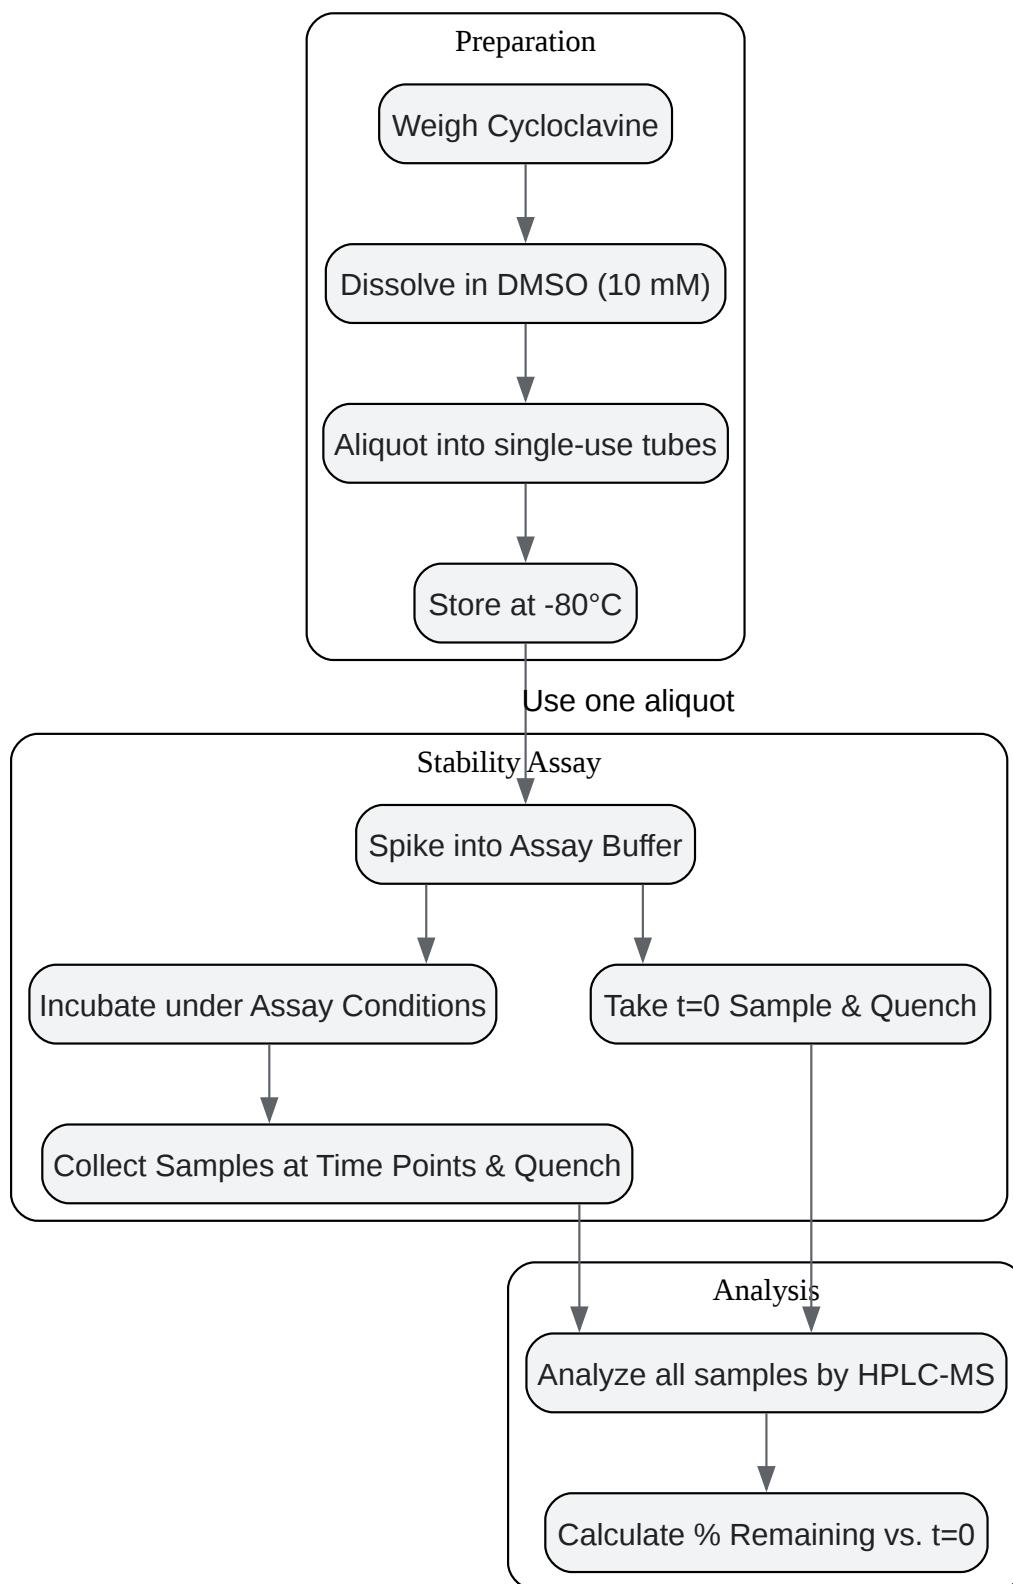 Preparation
Weigh Cycloclavine
Dissolve in DMSO (10 mM)
Aliquot into single-use tubes
Store at -80°C
Use one aliquot
Stability Assay
Spike into Assay Buffer
Incubate under Assay Conditions
Take t=0 Sample & Quench
Collect Samples at Time Points & Quench
Analysis
Analyze all samples by HPLC-MS
Calculate % Remaining vs. t=0